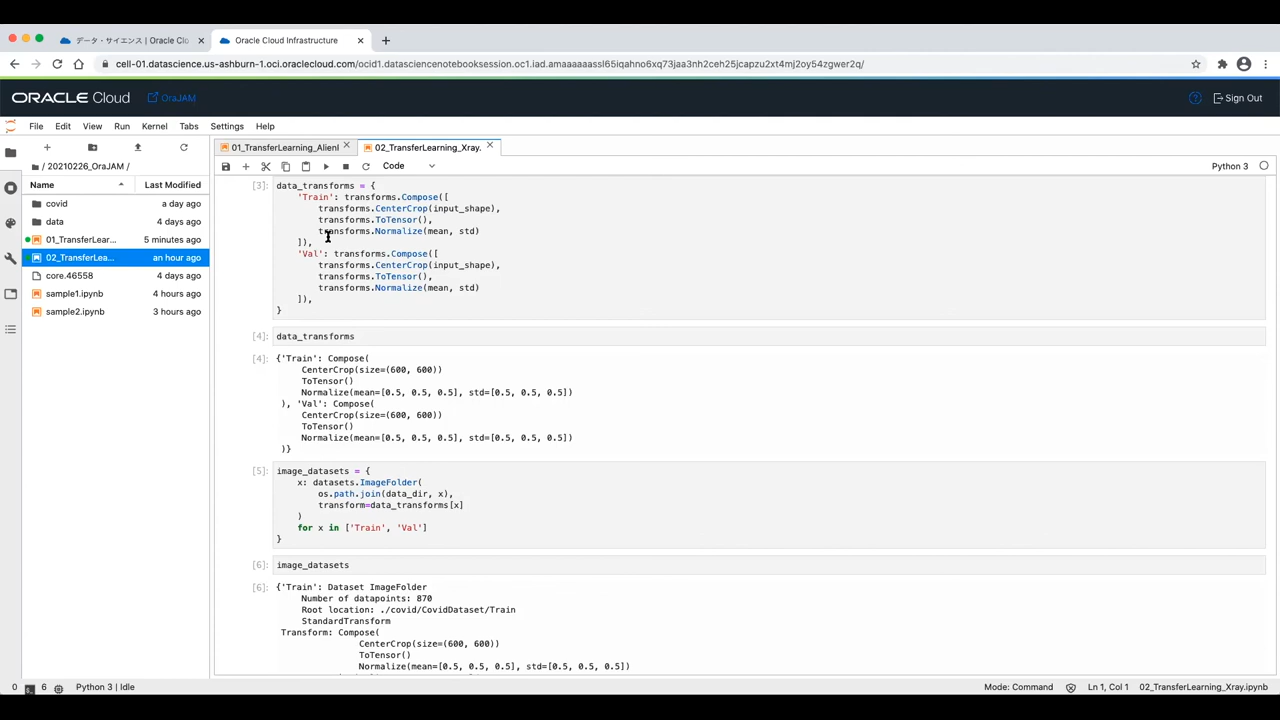 データ・サイエンス | Oracle Clo
Oracle Cloud Infrastructure
cell-01.datascience.us-ashburn-1.oci.oraclecloud.com/ocid1.datasciencenotebooksession.oc1.iad.amaaaaaassl65iqahno6xq73jaa3nh2ceh25jcapzu2xt4mj2oy54zgwer2q/
ORACLE Cloud
OraJAM
Sign Out
File Edit View Run Kernel Tabs Settings Help
/ 20210226_OraJAM /
Name Last Modified
covid a day ago
data 4 days ago
01_TransferLear... 5 minutes ago
02_TransferLea... an hour ago
core.46558 4 days ago
sample1.ipynb 4 hours ago
sample2.ipynb 3 hours ago
01_TransferLearning_AlienI
02_TransferLearning_Xray.
Code
Python 3
[3]: data_transforms = {
'Train': transforms.Compose([
transforms.CenterCrop(input_shape),
transforms.ToTensor(),
transforms.Normalize(mean, std)
]),
'Val': transforms.Compose([
transforms.CenterCrop(input_shape),
transforms.ToTensor(),
transforms.Normalize(mean, std)
]),
}
[4]: data_transforms
[4]: {'Train': Compose(
CenterCrop(size=(600, 600))
ToTensor()
Normalize(mean=[0.5, 0.5, 0.5], std=[0.5, 0.5, 0.5])
), 'Val': Compose(
CenterCrop(size=(600, 600))
ToTensor()
Normalize(mean=[0.5, 0.5, 0.5], std=[0.5, 0.5, 0.5])
)}
[5]: image_datasets = {
x: datasets.ImageFolder(
os.path.join(data_dir, x),
transform=data_transforms[x]
)
for x in ['Train', 'Val']
}
[6]: image_datasets
[6]: {'Train': Dataset ImageFolder
Number of datapoints: 870
Root location: ./covid/CovidDataset/Train
StandardTransform
Transform: Compose(
CenterCrop(size=(600, 600))
ToTensor()
Normalize(mean=[0.5, 0.5, 0.5], std=[0.5, 0.5, 0.5])
0 6 Python 3 | Idle
Mode: Command
Ln 1, Col 1
02_TransferLearning_Xray.ipynb